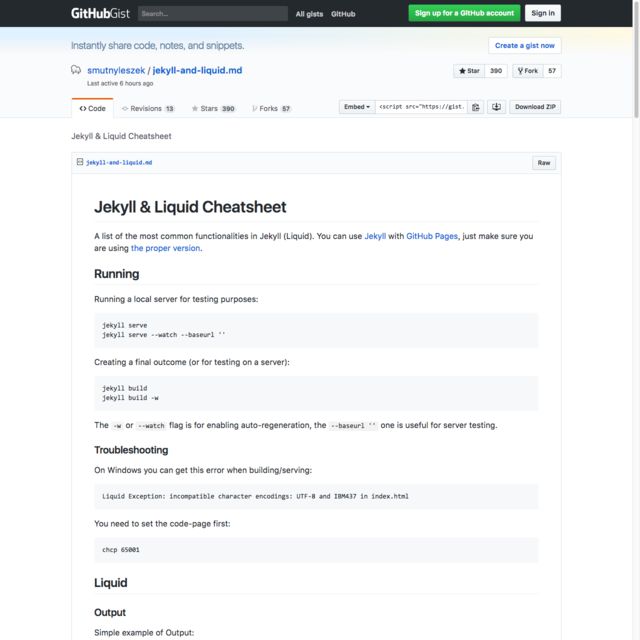 GitHubGist Search... All gists GitHub Sign up for a GitHub account Sign in
Instantly share code, notes, and snippets. Create a gist now
smutnyleszek / jekyll-and-liquid.md Star 390 Fork 57
Last active 6 hours ago
Code Revisions 13 Stars 390 Forks 57 Embed <script src="https://gist. Download ZIP
Jekyll & Liquid Cheatsheet
jekyll-and-liquid.md Raw
Jekyll & Liquid Cheatsheet
A list of the most common functionalities in Jekyll (Liquid). You can use Jekyll with GitHub Pages, just make sure you
are using the proper version.
Running
Running a local server for testing purposes:
jekyll serve
jekyll serve --watch --baseurl ''
Creating a final outcome (or for testing on a server):
jekyll build
jekyll build -w
The -w or --watch flag is for enabling auto-regeneration, the --baseurl '' one is useful for server testing.
Troubleshooting
On Windows you can get this error when building/serving:
Liquid Exception: incompatible character encodings: UTF-8 and IBM437 in index.html
You need to set the code-page first:
chcp 65001
Liquid
Output
Simple example of Output: